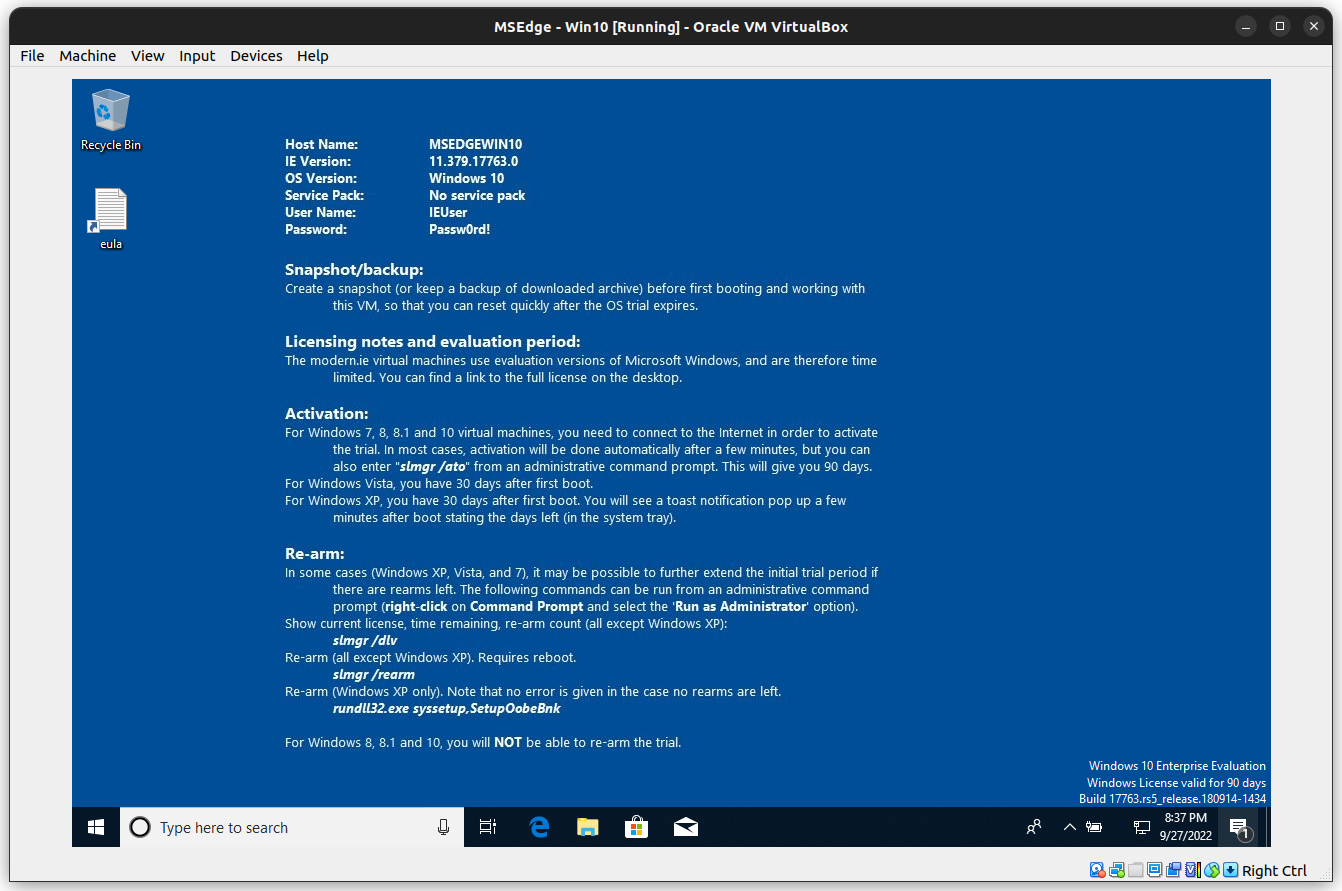 MSEdge - Win10 [Running] - Oracle VM VirtualBox
File Machine View Input Devices Help
Recycle Bin
eula
Host Name: MSEDGEWIN10
IE Version: 11.379.17763.0
OS Version: Windows 10
Service Pack: No service pack
User Name: IEUser
Password: Passw0rd!
Snapshot/backup:
Create a snapshot (or keep a backup of downloaded archive) before first booting and working with
this VM, so that you can reset quickly after the OS trial expires.
Licensing notes and evaluation period:
The modern.ie virtual machines use evaluation versions of Microsoft Windows, and are therefore time
limited. You can find a link to the full license on the desktop.
Activation:
For Windows 7, 8, 8.1 and 10 virtual machines, you need to connect to the Internet in order to activate
the trial. In most cases, activation will be done automatically after a few minutes, but you can
also enter "slmgr /ato" from an administrative command prompt. This will give you 90 days.
For Windows Vista, you have 30 days after first boot.
For Windows XP, you have 30 days after first boot. You will see a toast notification pop up a few
minutes after boot stating the days left (in the system tray).
Re-arm:
In some cases (Windows XP, Vista, and 7), it may be possible to further extend the initial trial period if
there are rearms left. The following commands can be run from an administrative command
prompt (right-click on Command Prompt and select the 'Run as Administrator' option).
Show current license, time remaining, re-arm count (all except Windows XP):
slmgr /dlv
Re-arm (all except Windows XP). Requires reboot.
slmgr /rearm
Re-arm (Windows XP only). Note that no error is given in the case no rearms are left.
rundll32.exe syssetup,SetupOobeBnk
For Windows 8, 8.1 and 10, you will NOT be able to re-arm the trial.
Windows 10 Enterprise Evaluation
Windows License valid for 90 days
Build 17763.rs5_release.180914-1434
Type here to search
8:37 PM
9/27/2022
1
Right Ctrl